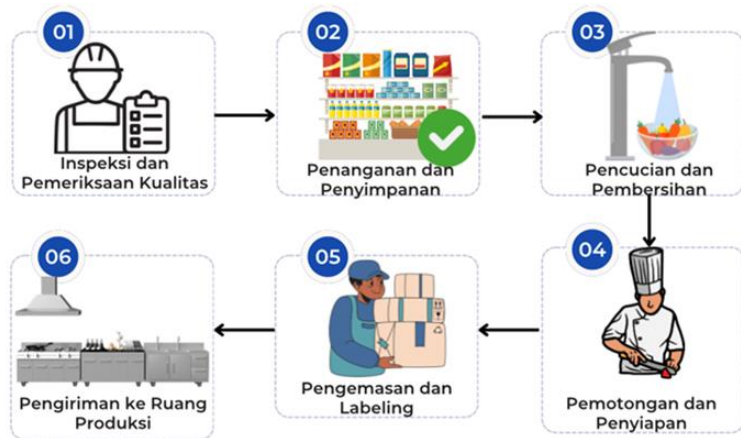 01
Inspeksi dan
Pemeriksaan Kualitas
02
Penanganan dan
Penyimpanan
03
Pencucian dan
Pembersihan
04
Pemotongan dan
Penyiapan
05
Pengemasan dan
Labeling
06
Pengiriman ke Ruang
Produksi